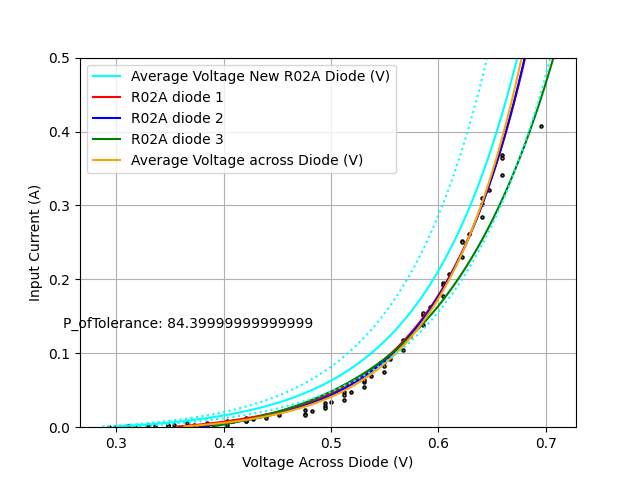 0.5
0.4
0.3
0.2
0.1
0.0
Input Current (A)
Average Voltage New R02A Diode (V)
R02A diode 1
R02A diode 2
R02A diode 3
Average Voltage across Diode (V)
P_ofTolerance: 84.39999999999999
0.3 0.4 0.5 0.6 0.7
Voltage Across Diode (V)